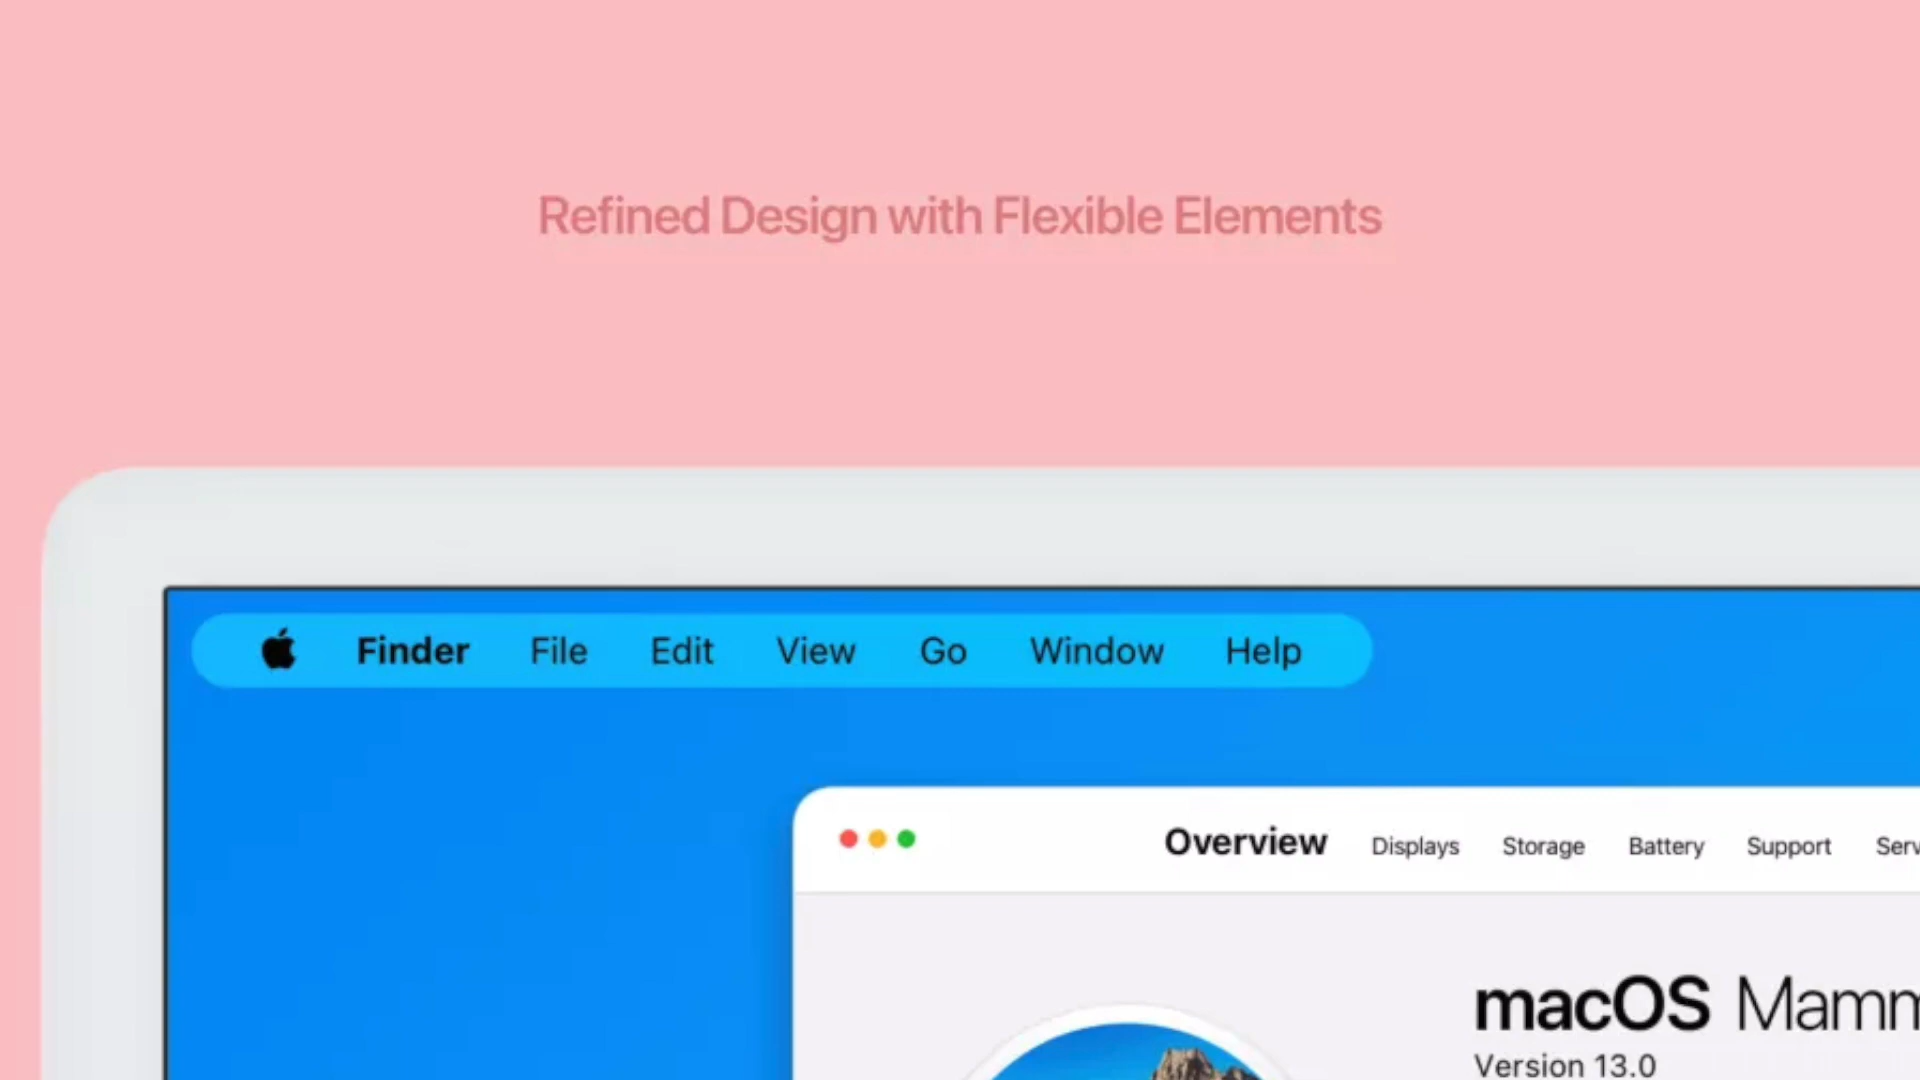 Refined Design with Flexible Elements
Finder File Edit View Go Window Help
Overview Displays Storage Battery Support
macOS
Version 13.0